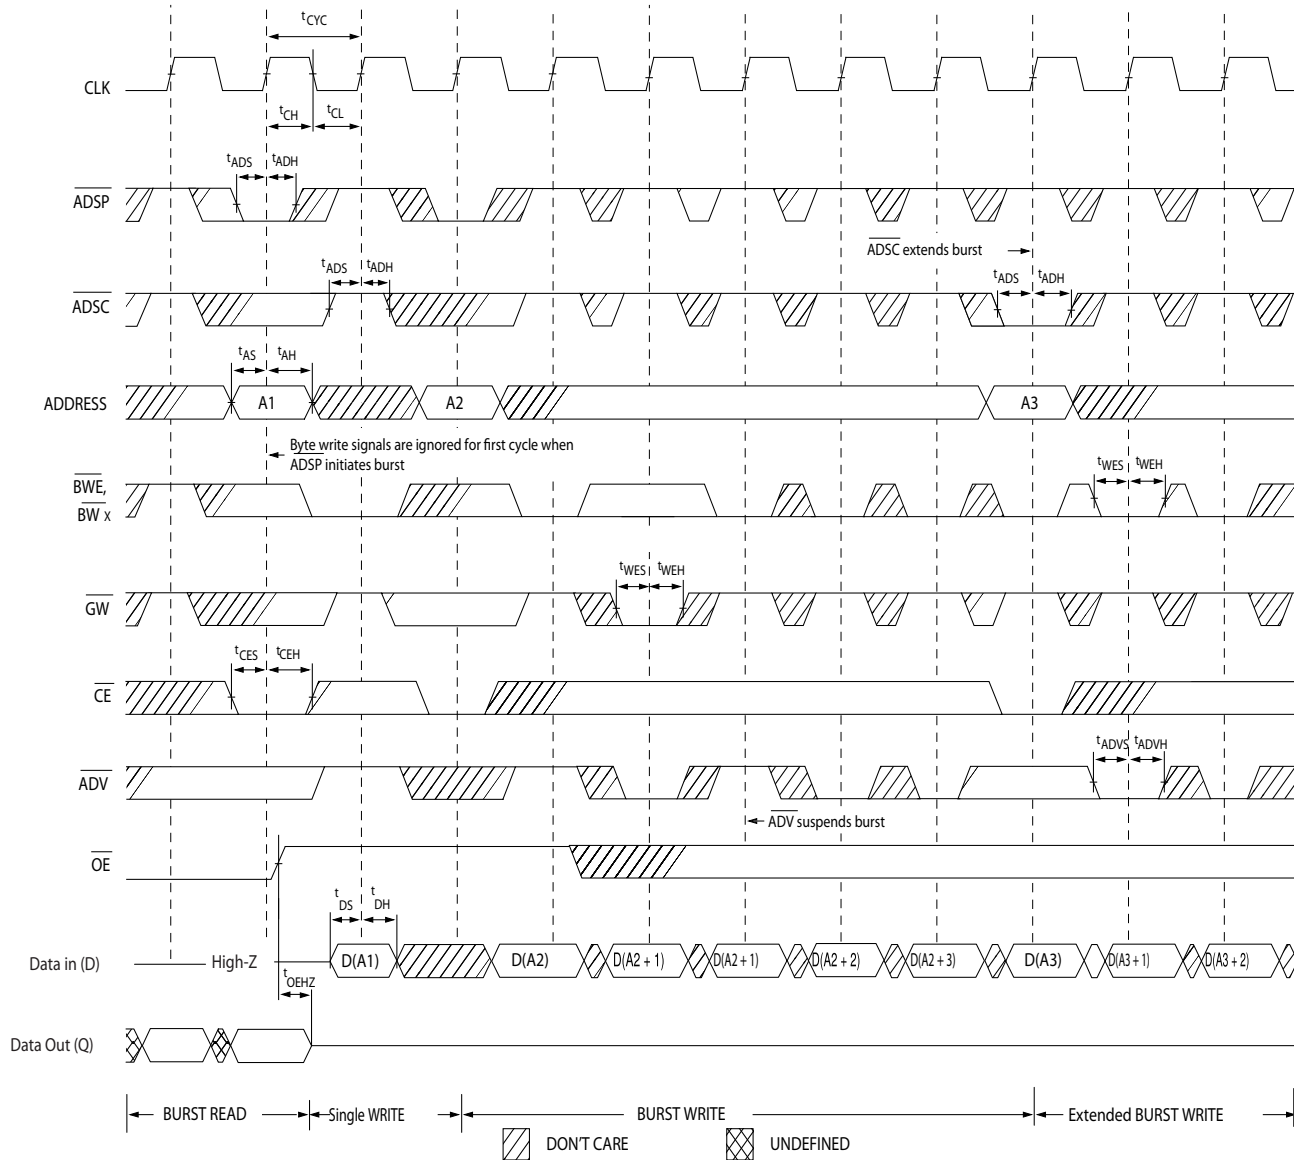 tCYC
CLK
tCH tCL
tADS tADH
ADSP
ADSC extends burst
tADS tADH tADS tADH
ADSC
tAS tAH
ADDRESS A1 A2 A3
Byte write signals are ignored for first cycle when
ADSP initiates burst
tWES tWEH
BWE,
BW X
tWES tWEH
GW
tCES tCEH
CE
tADVS tADVH
ADV
ADV suspends burst
OE
tDS tDH
Data in (D) High-Z D(A1) D(A2) D(A2 + 1) D(A2 + 1) D(A2 + 2) D(A2 + 3) D(A3) D(A3 + 1) D(A3 + 2)
tOEHZ
Data Out (Q)
BURST READ Single WRITE BURST WRITE Extended BURST WRITE
DON'T CARE UNDEFINED